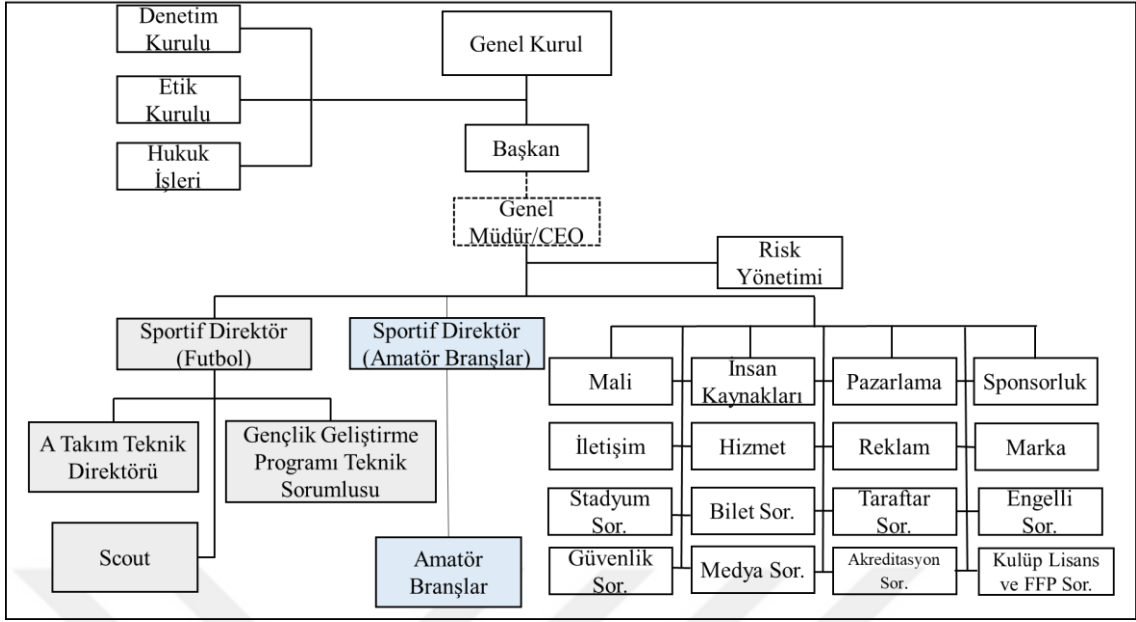 Denetim
Kurulu
Genel Kurul
Etik
Kurulu
Hukuk
İşleri
Başkan
Genel
Müdür/CEO
Risk
Yönetimi
Sportif Direktör
(Futbol)
Sportif Direktör
(Amatör Branşlar)
Mali
İnsan
Kaynakları
Pazarlama
Sponsorluk
A Takım Teknik
Direktörü
Gençlik Geliştirme
Programı Teknik
Sorumlusu
İletişim
Hizmet
Reklam
Marka
Stadyum
Sor.
Bilet Sor.
Taraftar
Sor.
Engelli
Sor.
Scout
Amatör
Branşlar
Güvenlik
Sor.
Medya Sor.
Akreditasyon
Sor.
Kulüp Lisans
ve FFP Sor.